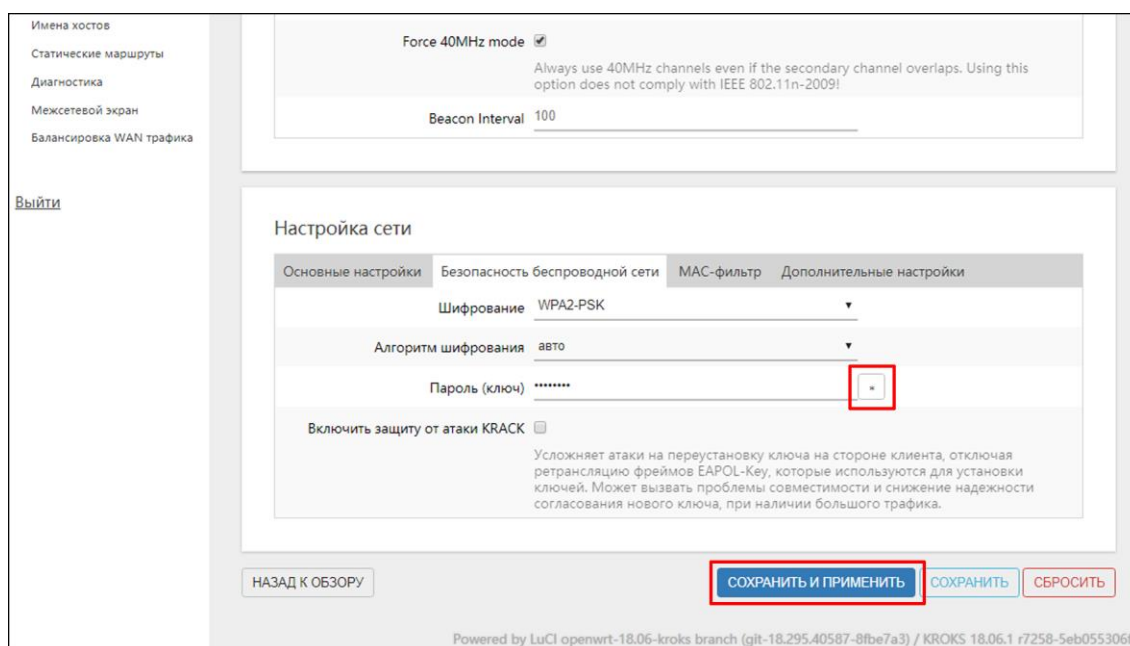 Имена хостов
Статические маршруты
Диагностика
Межсетевой экран
Балансировка WAN трафика
Выйти
Force 40MHz mode
Always use 40MHz channels even if the secondary channel overlaps. Using this
option does not comply with IEEE 802.11n-2009!
Beacon Interval 100
Настройка сети
Основные настройки Безопасность беспроводной сети MAC-фильтр Дополнительные настройки
Шифрование WPA2-PSK
Алгоритм шифрования авто
Пароль (ключ) ••••••••
Включить защиту от атаки KRACK
Усложняет атаки на переустановку ключа на стороне клиента, отключая
ретрансляцию фреймов EAPOL-Key, которые используются для установки
ключей. Может вызвать проблемы совместимости и снижение надежности
согласования нового ключа, при наличии большого трафика.
НАЗАД К ОБЗОРУ СОХРАНИТЬ И ПРИМЕНИТЬ СОХРАНИТЬ СБРОСИТЬ
Powered by LuCI openwrt-18.06-kroks branch (git-18.295.40587-8fbe7a3) / KROKS 18.06.1